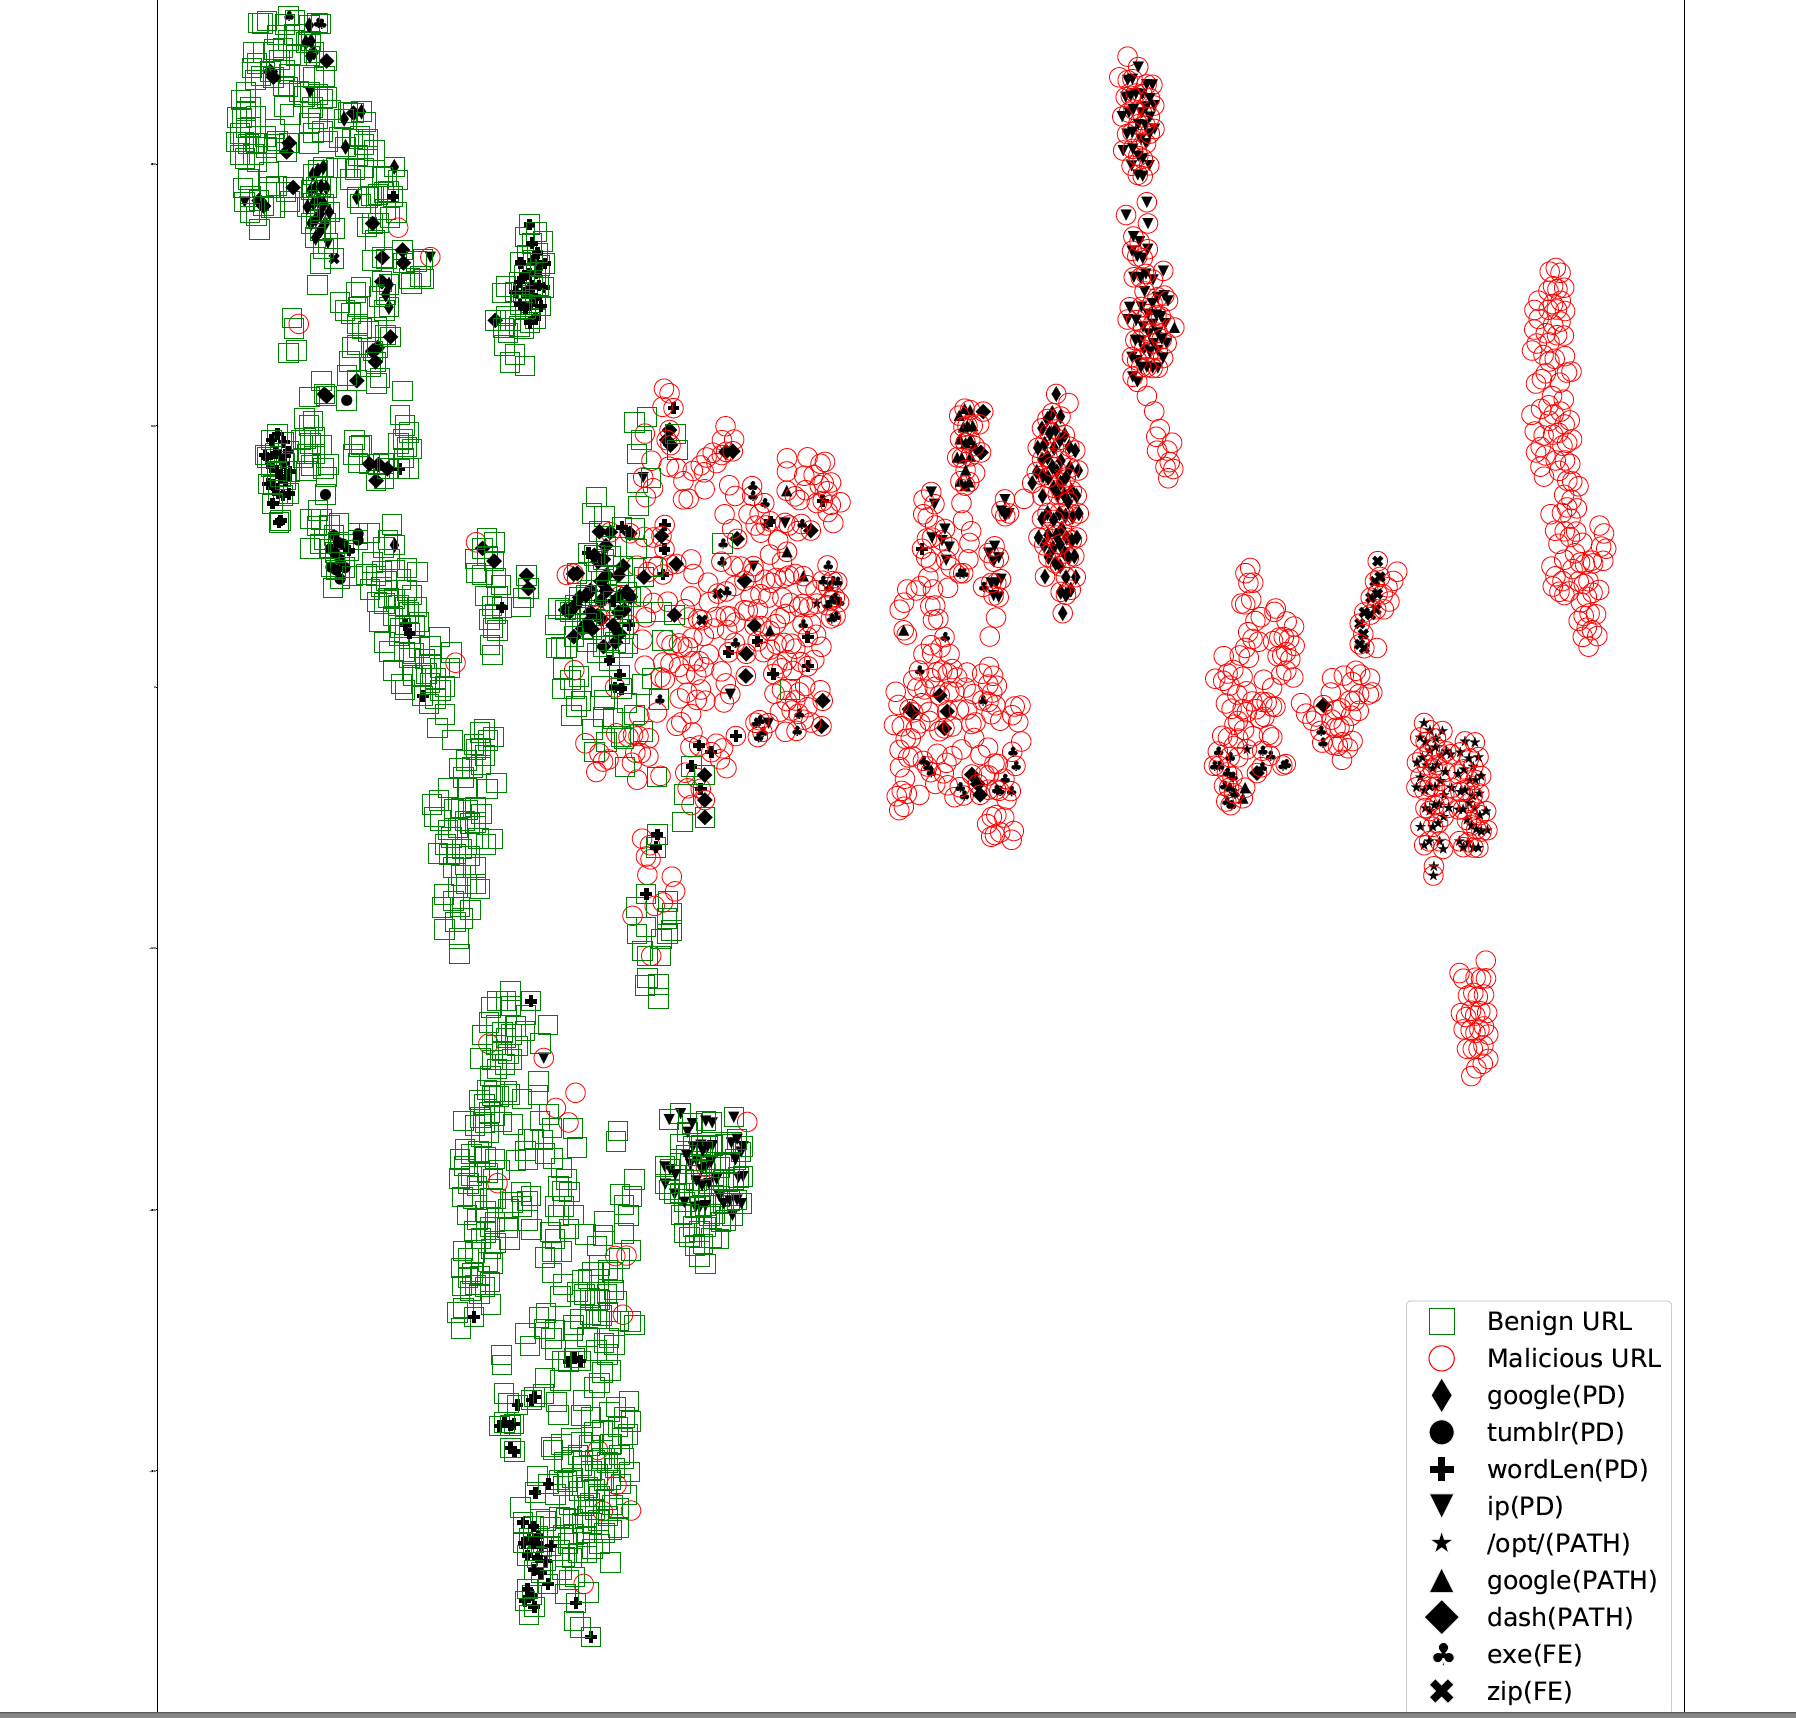 Benign URL
Malicious URL
google(PD)
tumblr(PD)
wordLen(PD)
ip(PD)
/opt/(PATH)
google(PATH)
dash(PATH)
exe(FE)
zip(FE)